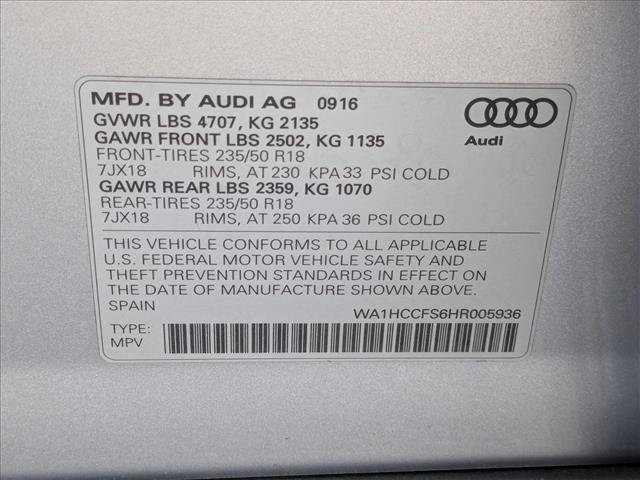 MFD. BY AUDI AG 0916
GVWR LBS 4707, KG 2135
GAWR FRONT LBS 2502, KG 1135
FRONT-TIRES 235/50 R18
7JX18 RIMS, AT 230 KPA 33 PSI COLD
GAWR REAR LBS 2359, KG 1070
REAR-TIRES 235/50 R18
7JX18 RIMS, AT 250 KPA 36 PSI COLD
Audi
THIS VEHICLE CONFORMS TO ALL APPLICABLE
U.S. FEDERAL MOTOR VEHICLE SAFETY AND
THEFT PREVENTION STANDARDS IN EFFECT ON
THE DATE OF MANUFACTURE SHOWN ABOVE.
SPAIN WA1HCCFS6HR005936
TYPE:
MPV